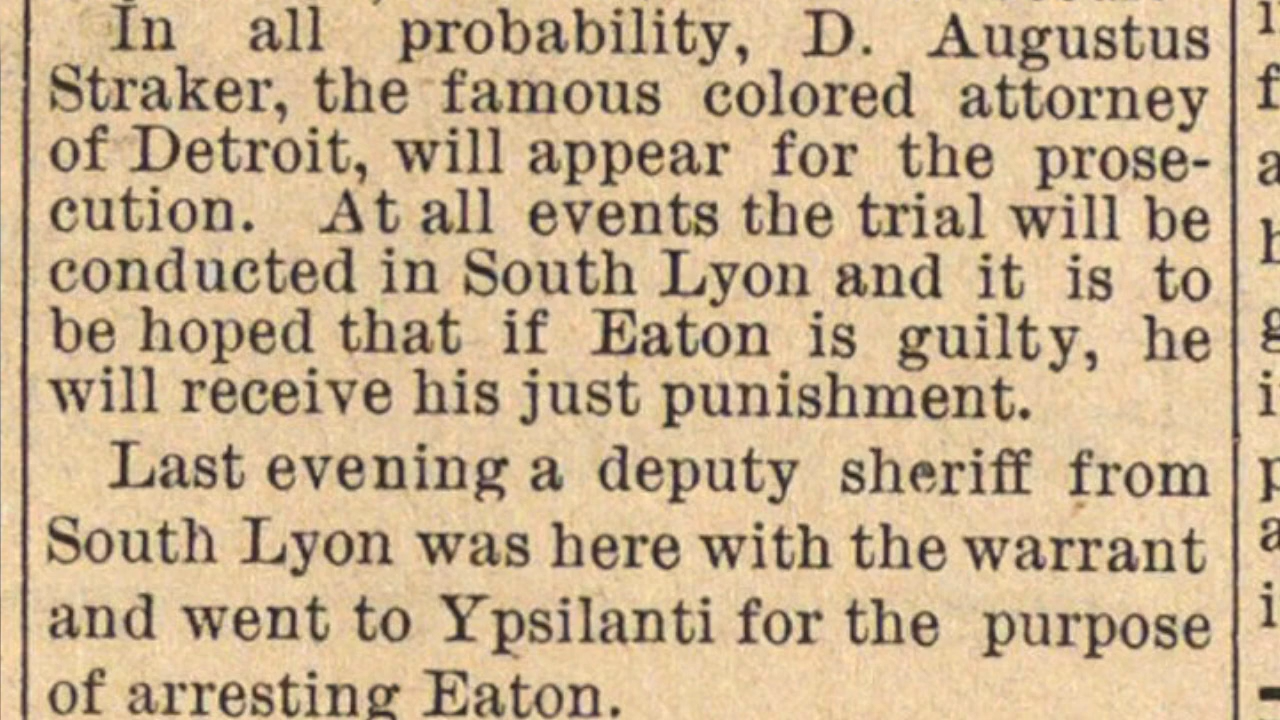 In all probability, D. Augustus
Straker, the famous colored attorney
of Detroit, will appear for the prose-
cution. At all events the trial will be
conducted in South Lyon and it is to
be hoped that if Eaton is guilty, he
will receive his just punishment.
Last evening a deputy sheriff from
South Lyon was here with the warrant
and went to Ypsilanti for the purpose
of arresting Eaton.